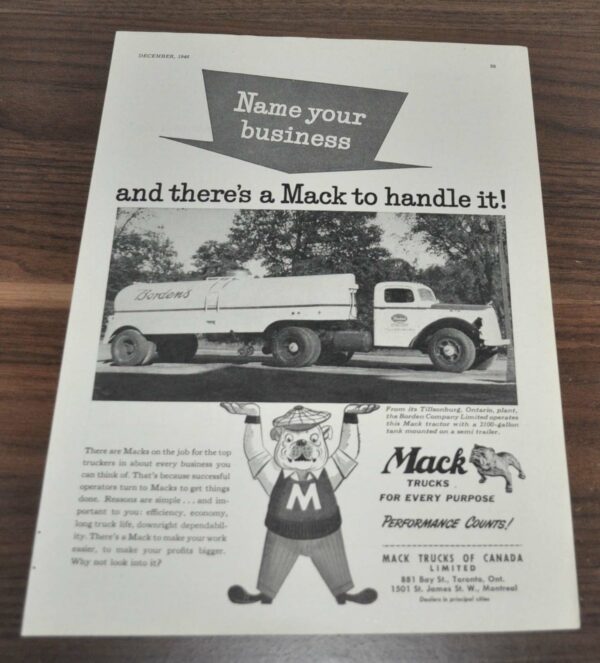 DECEMBER, 1948
Name your
business
and there's a Mack to handle it!
Borden's
From its Tillsonburg, Ontario, plant,
the Borden Company Limited operates
this Mack tractor with a 2100-gallon
tank mounted on a semi trailer.
There are Macks on the job for the top
truckers in about every business you
can think of. That's because successful
operators turn to Macks to get things
done. Reasons are simple . . . and im-
portant to you: efficiency, economy,
long truck life, downright dependabil-
ity. There's a Mack to make your work
easier, to make your profits bigger.
Why not look into it?
M
Mack
TRUCKS
FOR EVERY PURPOSE
PERFORMANCE COUNTS!
MACK TRUCKS OF CANADA
LIMITED
881 Bay St., Toronto, Ont.
1501 St. James St. W., Montreal
Dealers in principal cities